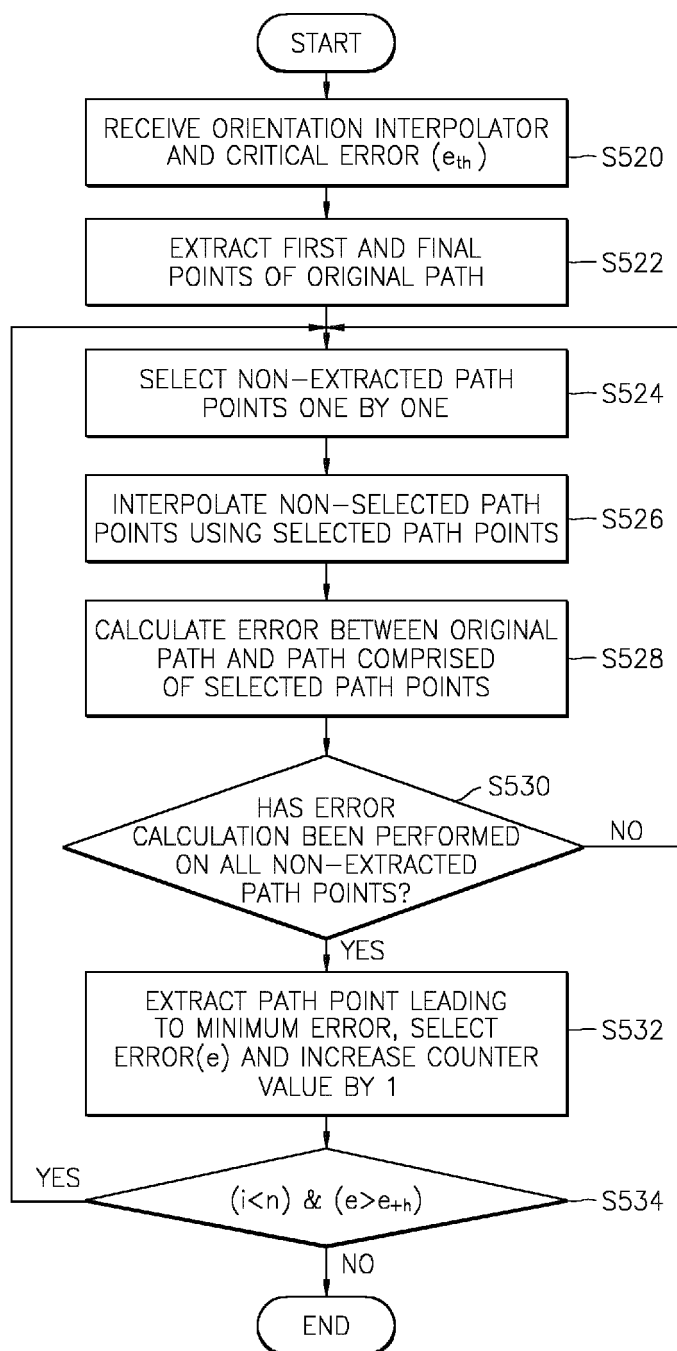 START
RECEIVE ORIENTATION INTERPOLATOR
AND CRITICAL ERROR (eth)
S520
EXTRACT FIRST AND FINAL
POINTS OF ORIGINAL PATH
S522
SELECT NON-EXTRACTED PATH
POINTS ONE BY ONE
S524
INTERPOLATE NON-SELECTED PATH
POINTS USING SELECTED PATH POINTS
S526
CALCULATE ERROR BETWEEN ORIGINAL
PATH AND PATH COMPRISED
OF SELECTED PATH POINTS
S528
S530
HAS ERROR
CALCULATION BEEN PERFORMED
ON ALL NON-EXTRACTED
PATH POINTS?
NO
YES
EXTRACT PATH POINT LEADING
TO MINIMUM ERROR, SELECT
ERROR(e) AND INCREASE COUNTER
VALUE BY 1
S532
YES
(i<n) & (e>e+h)
S534
NO
END